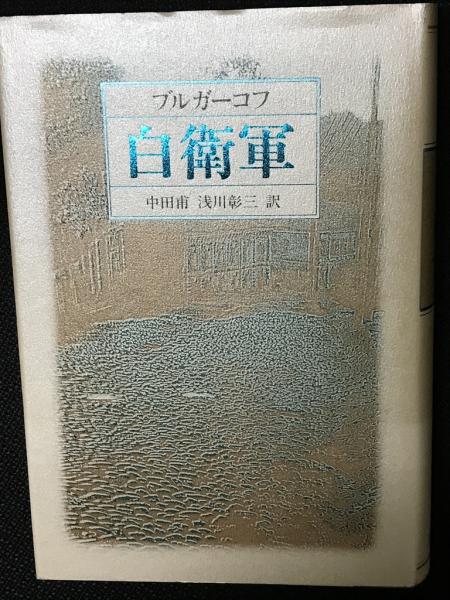 ブルガーコフ
白衛軍
中田甫 浅川彰三 訳